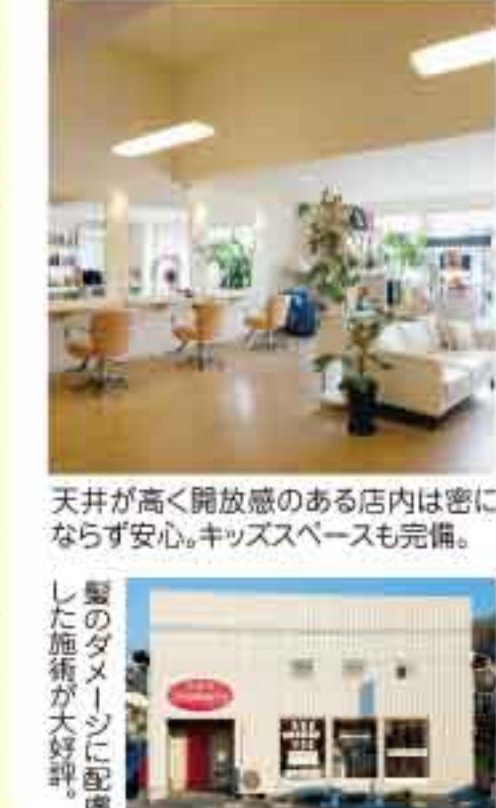 天井が高く開放感のある店内は密に
ならず安心。キッズスペースも完備。
髪のダメージに配慮
した施術が大好評。